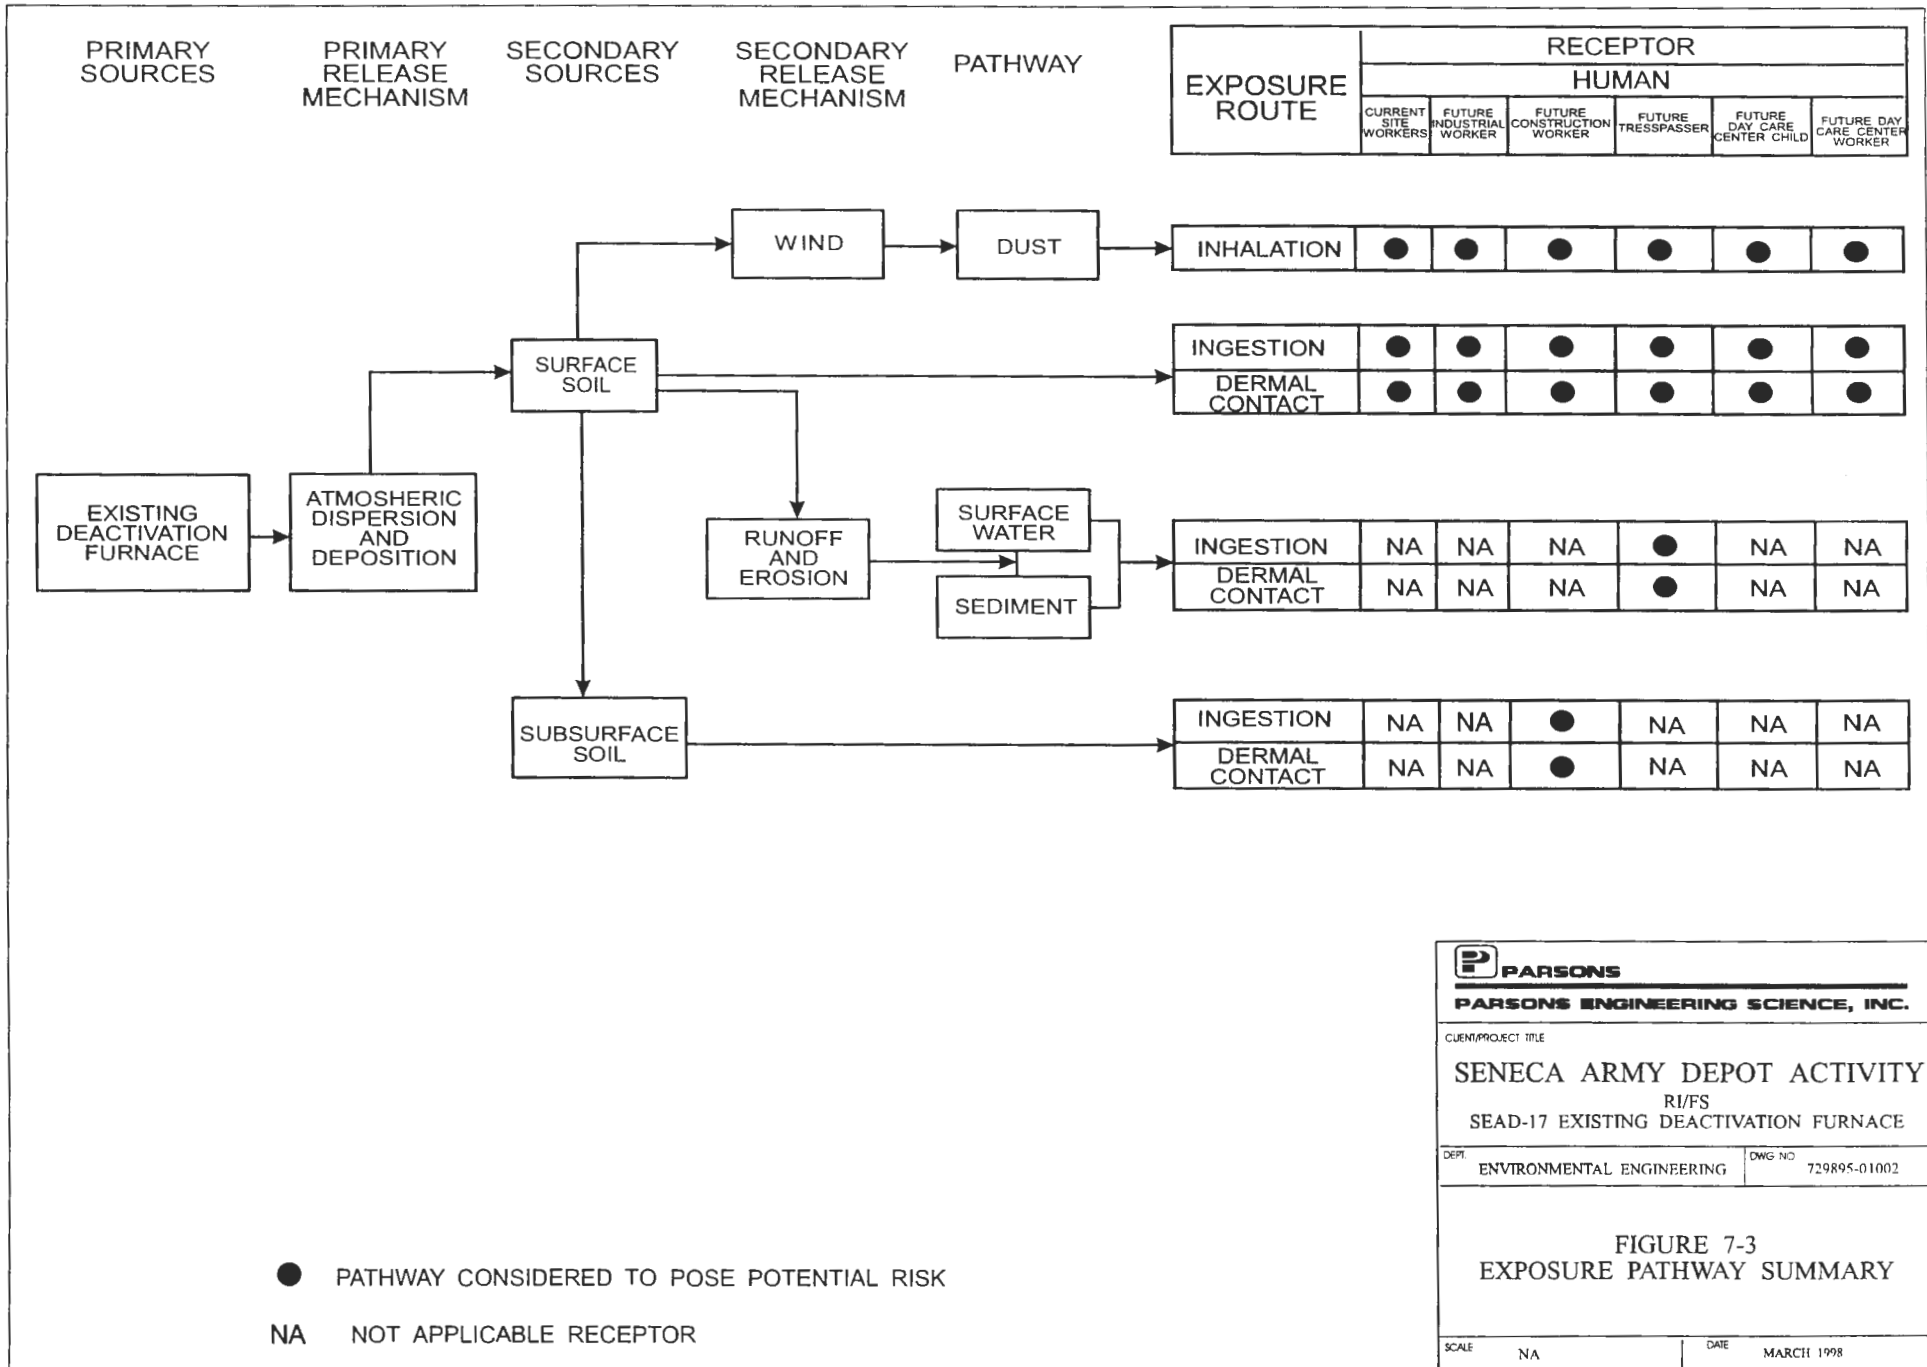 PRIMARY
SOURCES
PRIMARY
RELEASE
MECHANISM
SECONDARY
SOURCES
SECONDARY
RELEASE
MECHANISM
PATHWAY
EXPOSURE
ROUTE
RECEPTOR
HUMAN
CURRENT
SITE
WORKERS
FUTURE
INDUSTRIAL
WORKER
FUTURE
CONSTRUCTION
WORKER
FUTURE
TRESSPASSER
FUTURE
DAY CARE
CENTER CHILD
FUTURE DAY
CARE CENTER
WORKER
WIND
DUST
INHALATION
SURFACE
SOIL
INGESTION
DERMAL
CONTACT
EXISTING
DEACTIVATION
FURNACE
ATMOSHERIC
DISPERSION
AND
DEPOSITION
RUNOFF
AND
EROSION
SURFACE
WATER
SEDIMENT
INGESTION NA NA NA NA NA
DERMAL
CONTACT NA NA NA NA NA
SUBSURFACE
SOIL
INGESTION NA NA NA NA NA
DERMAL
CONTACT NA NA NA NA NA
PATHWAY CONSIDERED TO POSE POTENTIAL RISK
NA NOT APPLICABLE RECEPTOR
P PARSONS
PARSONS ENGINEERING SCIENCE, INC.
CLIENT/PROJECT TITLE
SENECA ARMY DEPOT ACTIVITY
RI/FS
SEAD-17 EXISTING DEACTIVATION FURNACE
DEPT. ENVIRONMENTAL ENGINEERING DWG NO 729895-01002
FIGURE 7-3
EXPOSURE PATHWAY SUMMARY
SCALE NA DATE MARCH 1998